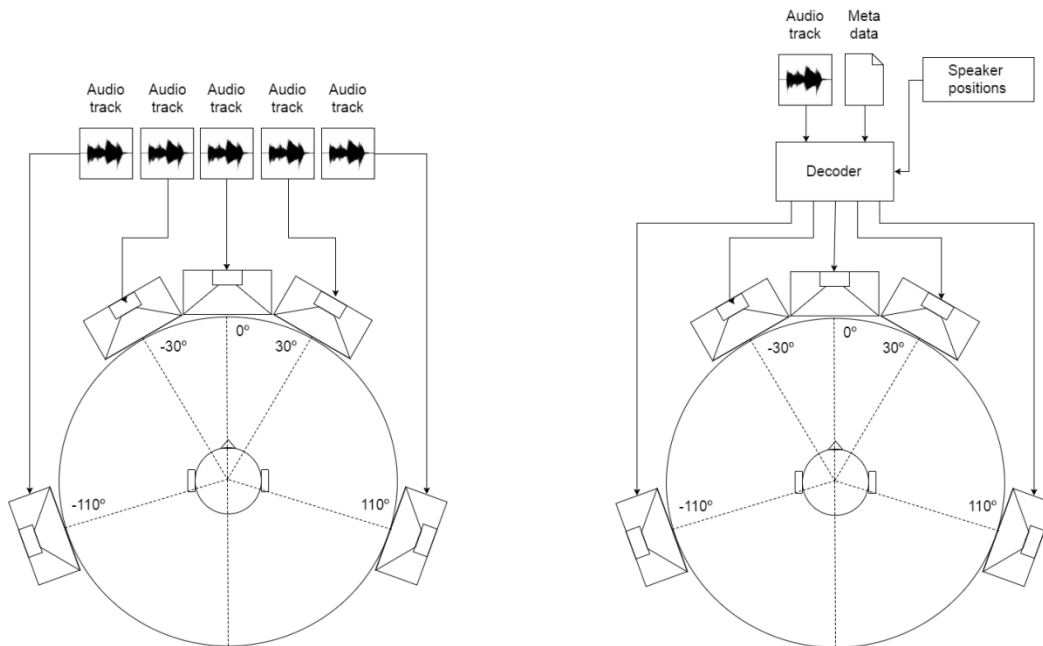 Audio
track
Audio
track
Audio
track
Audio
track
Audio
track
-30º
0º
30º
-110º
110º
Audio
track
Meta
data
Speaker
positions
Decoder
-30º
0º
30º
-110º
110º